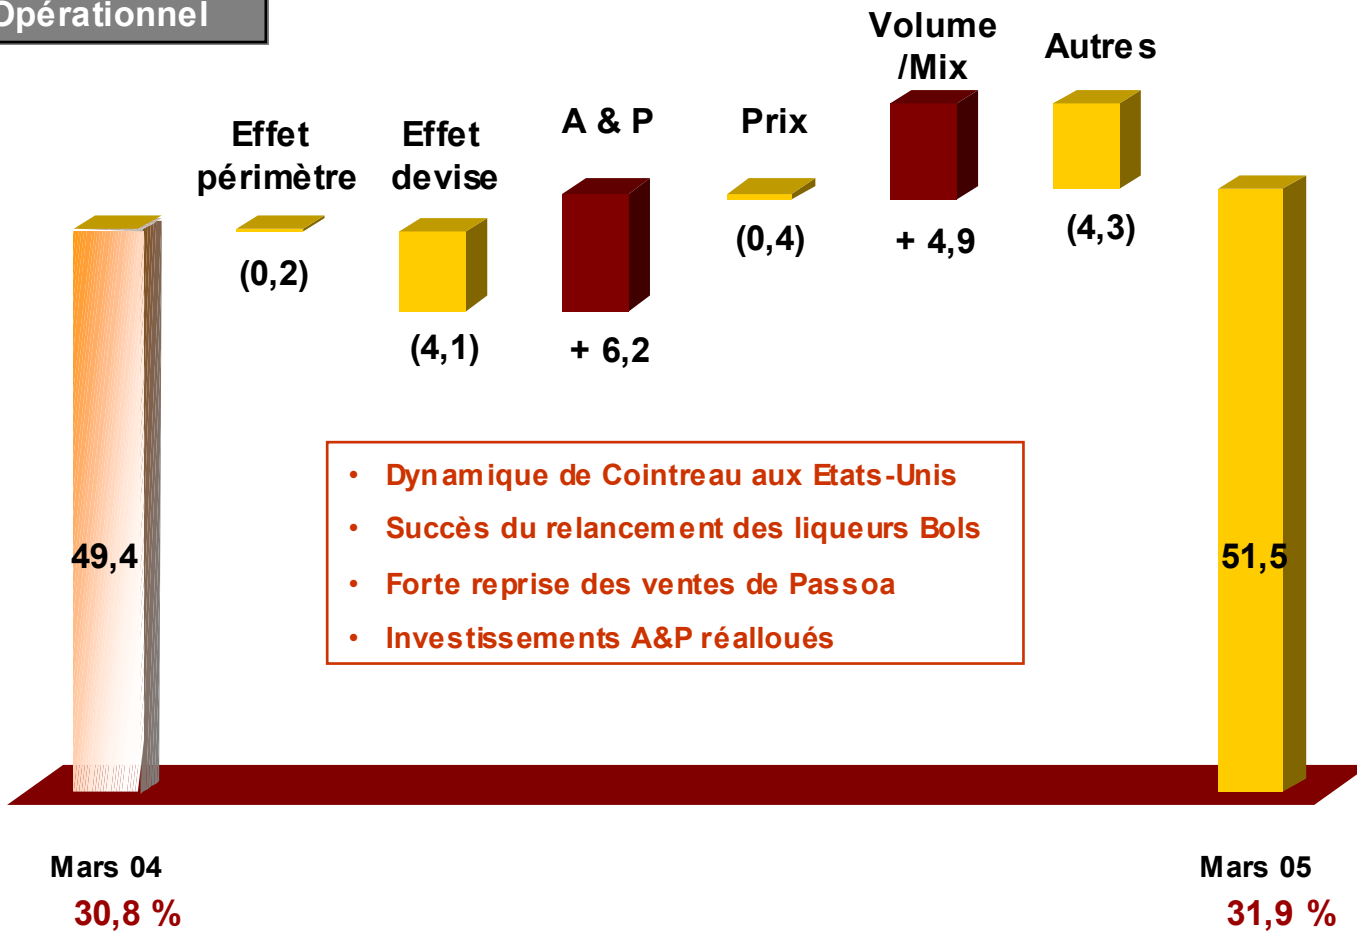 Opérationnel
Effet
périmètre
(0,2)
Effet
devise
(4,1)
A & P
+ 6,2
Prix
(0,4)
Volume
/Mix
+ 4,9
Autres
(4,3)
49,4
51,5
• Dynamique de Cointreau aux Etats-Unis
• Succès du relancement des liqueurs Bols
• Forte reprise des ventes de Passoa
• Investissements A&P réalloués
Mars 04
30,8 %
Mars 05
31,9 %